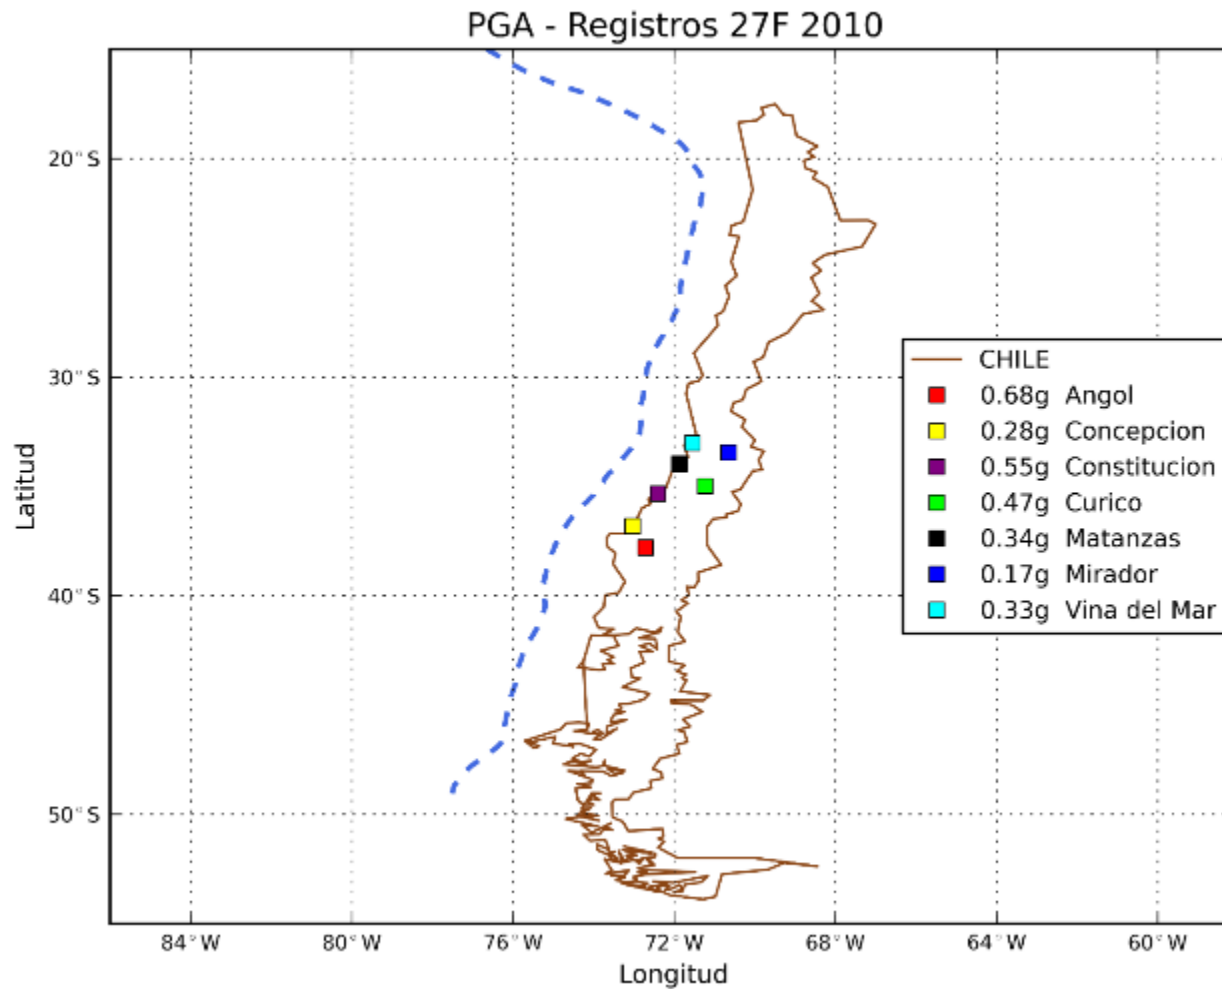 PGA - Registros 27F 2010
20°S
30°S
40°S
50°S
Latitud
84°W
80°W
76°W
72°W
68°W
64°W
60°W
Longitud
CHILE
0.68g Angol
0.28g Concepcion
0.55g Constitucion
0.47g Curico
0.34g Matanzas
0.17g Mirador
0.33g Vina del Mar